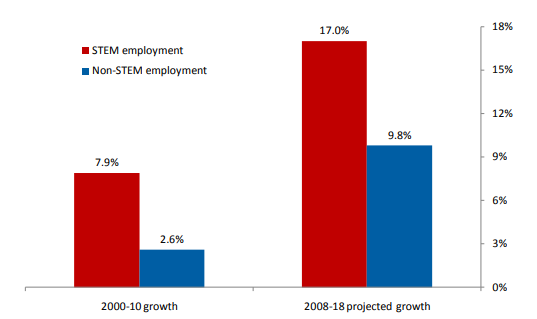 18%
17.0%
STEM employment
Non-STEM employment
15%
12%
9.8%
9%
7.9%
6%
2.6%
3%
0%
2000-10 growth
2008-18 projected growth